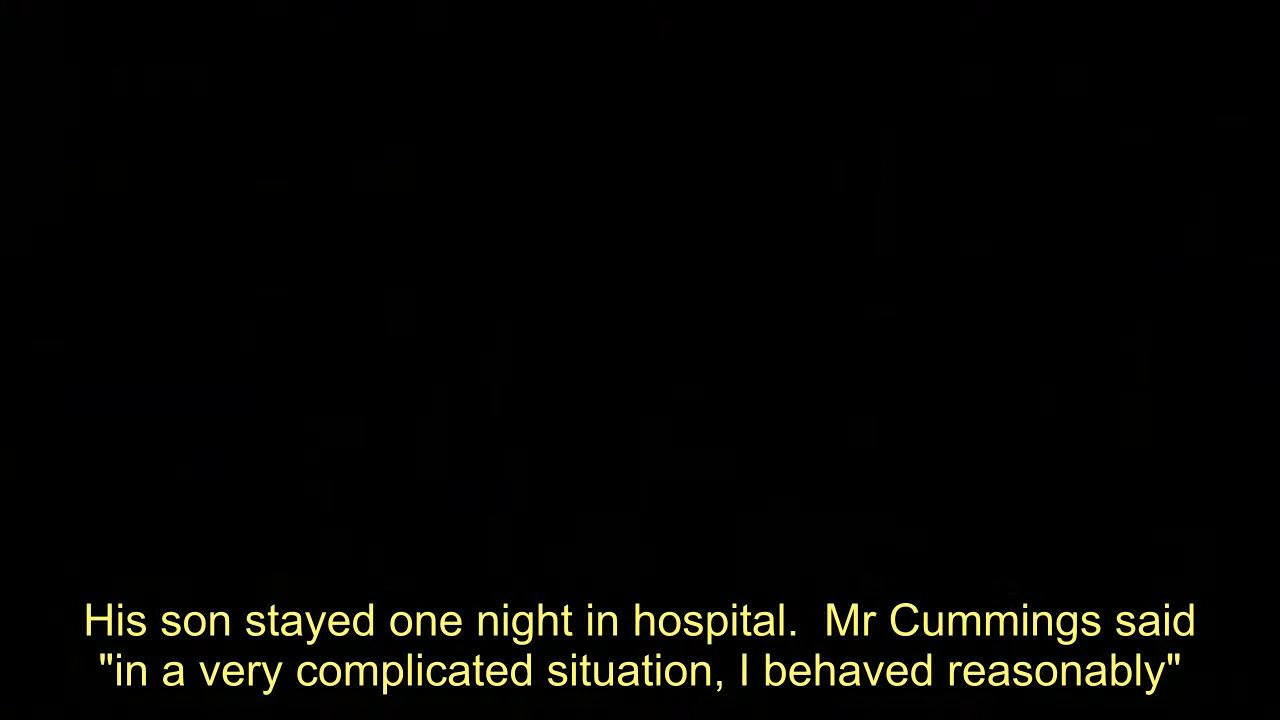 His son stayed one night in hospital.  Mr Cummings said
"in a very complicated situation, I behaved reasonably"